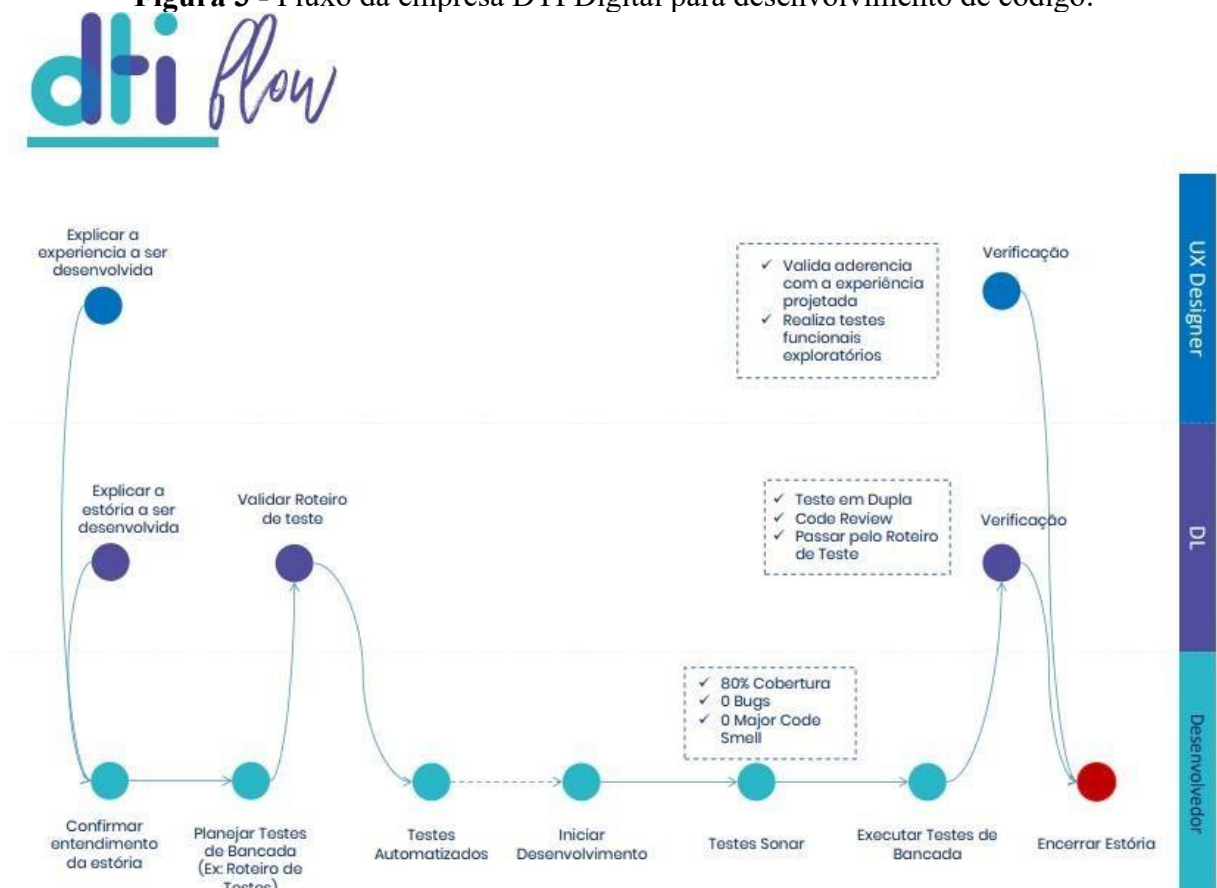 Figura 3 - Fluxo da empresa DTI Digital para desenvolvimento de código.
dti flow
Explicar a
experiencia a ser
desenvolvida
✓ Valida aderencia
com a experiência
projetada
✓ Realiza testes
funcionais
exploratórios
Verificação
UX Designer
Explicar a
estória a ser
desenvolvida
Validar Roteiro
de teste
✓ Teste em Dupla
✓ Code Review
✓ Passar pelo Roteiro
de Teste
Verificação
DL
✓ 80% Cobertura
✓ 0 Bugs
✓ 0 Major Code
Smell
Desenvolvedor
Confirmar
entendimento
da estória
Planejar Testes
de Bancada
(Ex: Roteiro de
Testes)
Testes
Automatizados
Iniciar
Desenvolvimento
Testes Sonar
Executar Testes de
Bancada
Encerrar Estória